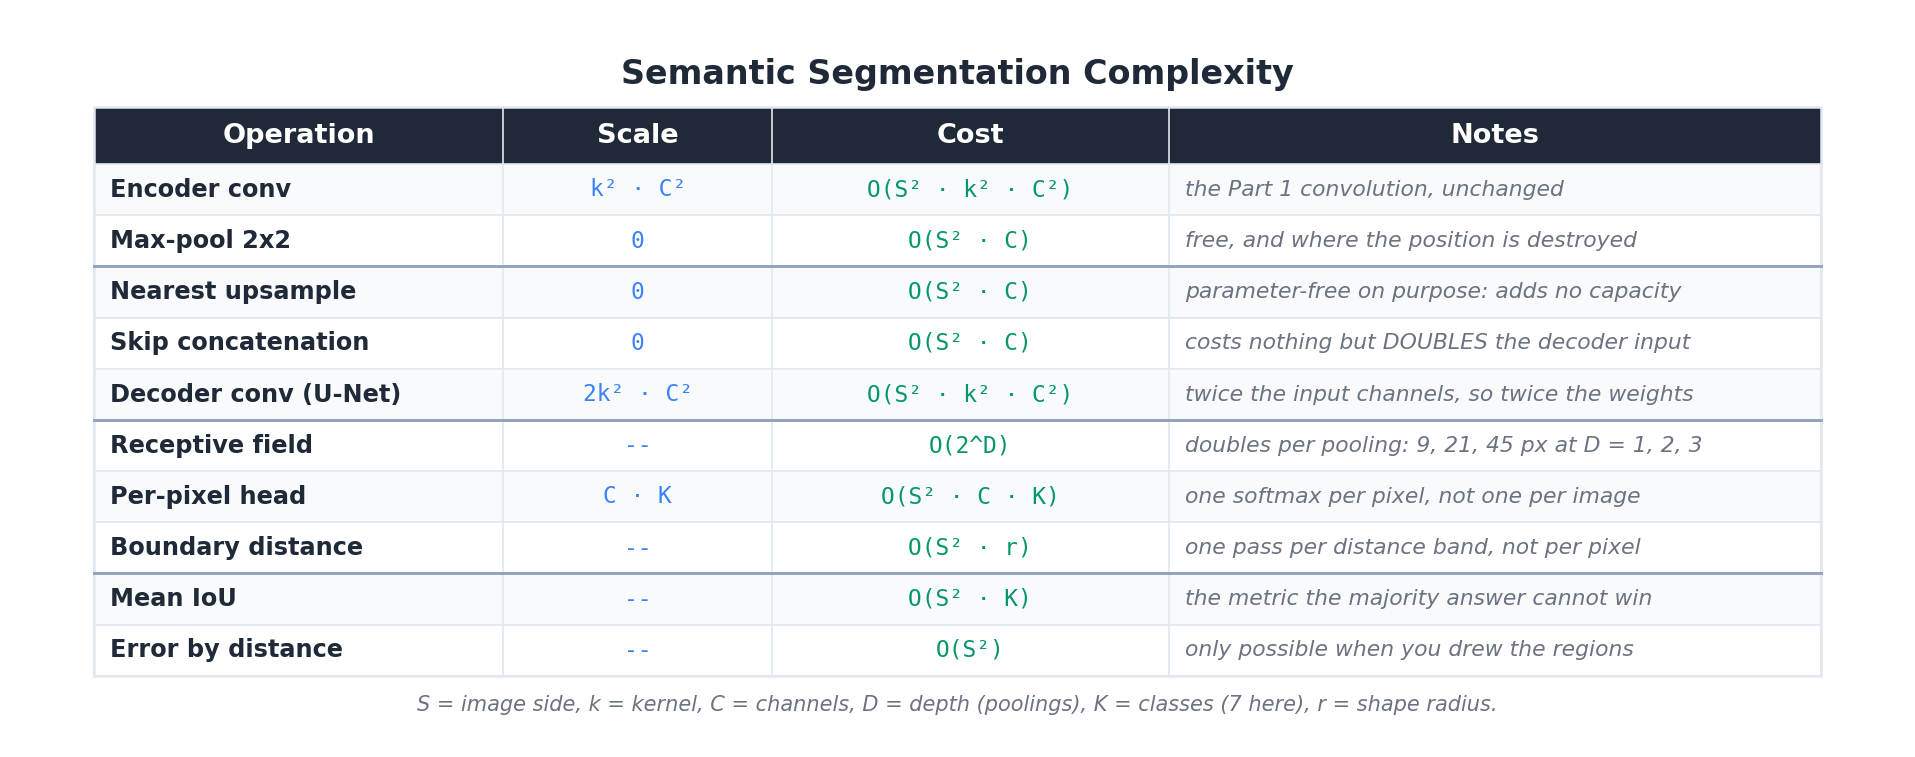 Semantic Segmentation Complexity
Operation Scale Cost Notes
Encoder conv k² · C² O(S² · k² · C²) the Part 1 convolution, unchanged
Max-pool 2x2 0 O(S² · C) free, and where the position is destroyed
Nearest upsample 0 O(S² · C) parameter-free on purpose: adds no capacity
Skip concatenation 0 O(S² · C) costs nothing but DOUBLES the decoder input
Decoder conv (U-Net) 2k² · C² O(S² · k² · C²) twice the input channels, so twice the weights
Receptive field -- O(2^D) doubles per pooling: 9, 21, 45 px at D = 1, 2, 3
Per-pixel head C · K O(S² · C · K) one softmax per pixel, not one per image
Boundary distance -- O(S² · r) one pass per distance band, not per pixel
Mean IoU -- O(S² · K) the metric the majority answer cannot win
Error by distance -- O(S²) only possible when you drew the regions
S = image side, k = kernel, C = channels, D = depth (poolings), K = classes (7 here), r = shape radius.